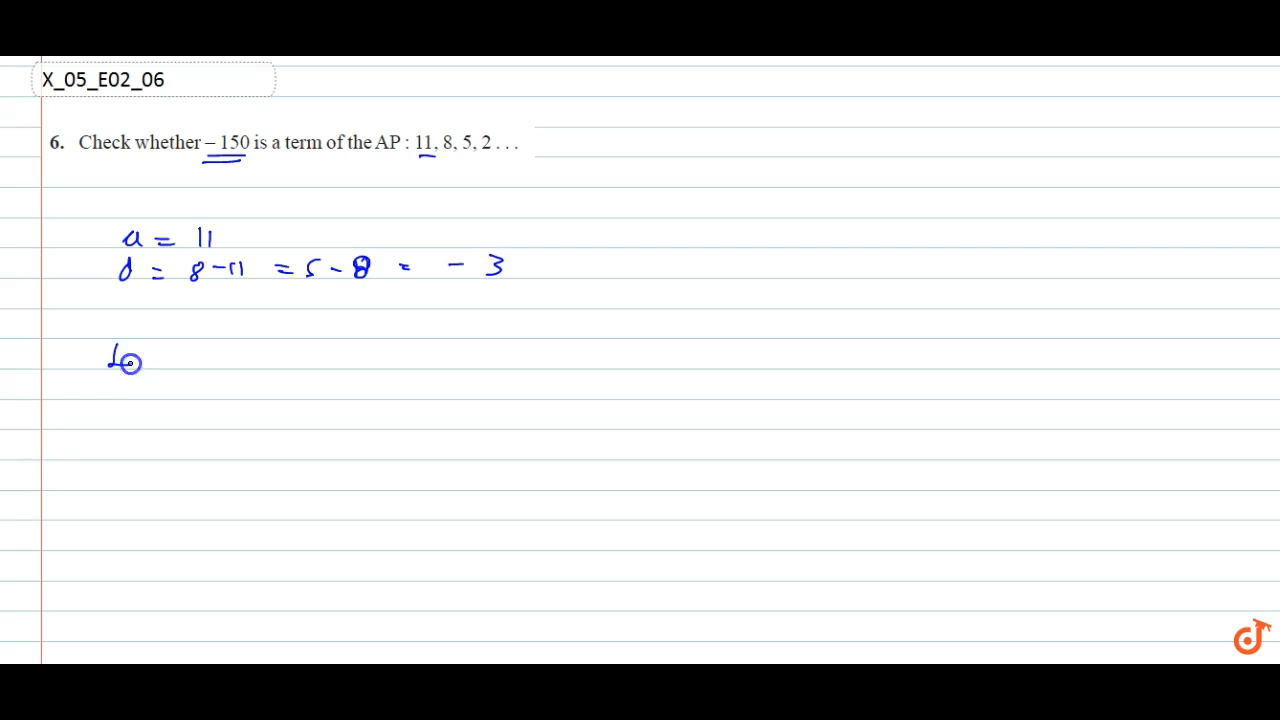 X_05_E02_06
6. Check whether – 150 is a term of the AP : 11, 8, 5, 2 . . .
a = 11
d = 8 - 11 = 5 - 8 = - 3